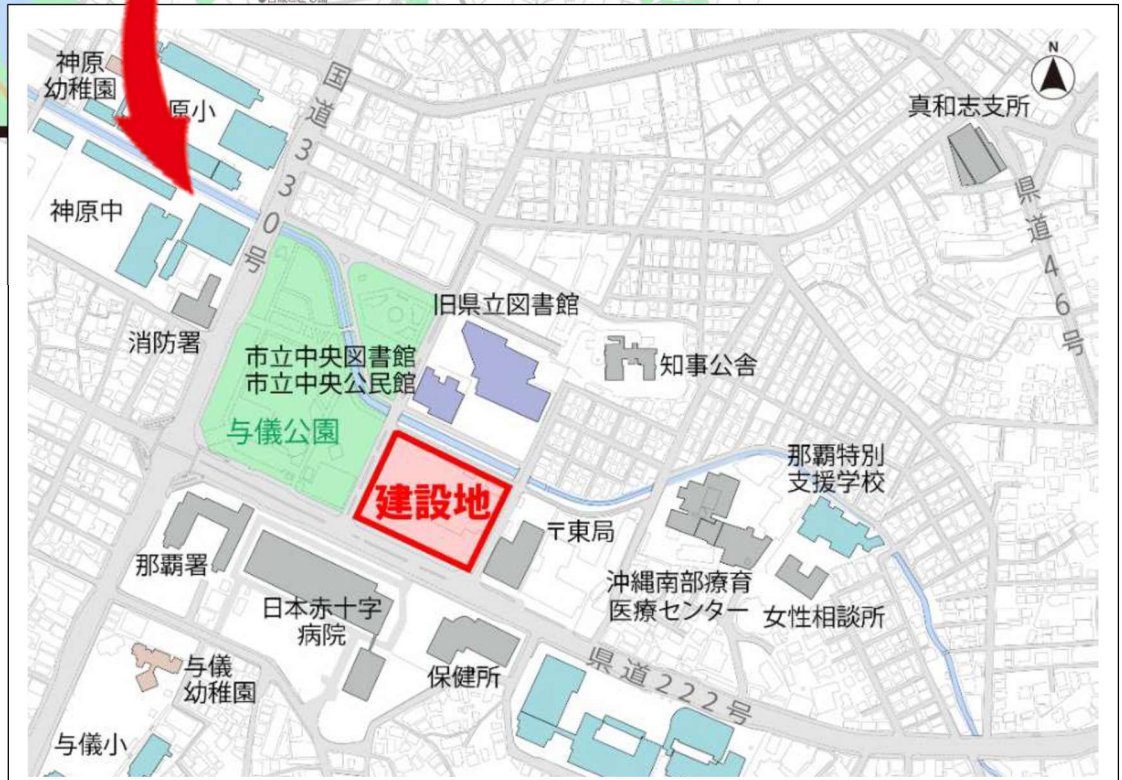 N
神原
幼稚園
原小
国道330号
真和志支所
県道46号
神原中
消防署
旧県立図書館
市立中央図書館
市立中央公民館
知事公舎
与儀公園
建設地
那覇特別
支援学校
〒東局
那覇署
日本赤十字
病院
沖縄南部療育
医療センター
女性相談所
保健所
県道222号
与儀
幼稚園
与儀小